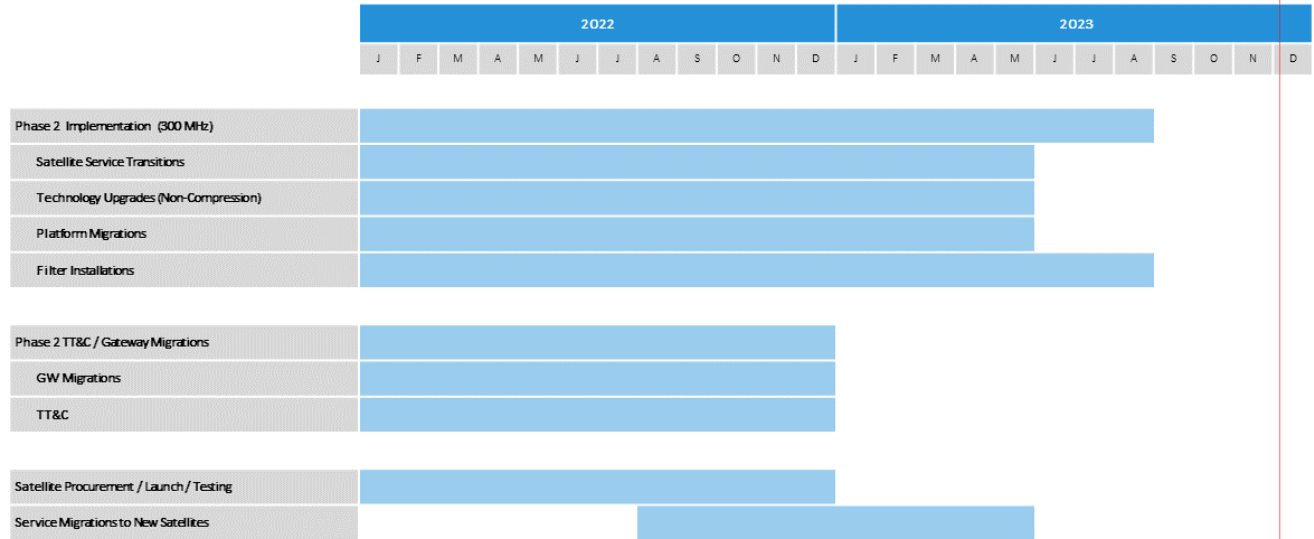 2022 2023
J F M A M J J A S O N D J F M A M J J A S O N D
Phase 2 Implementation (300 MHz)
Satellite Service Transitions
Technology Upgrades (Non-Compression)
Platform Migrations
Filter Installations
Phase 2 TT&C / Gateway Migrations
GW Migrations
TT&C
Satellite Procurement / Launch / Testing
Service Migrations to New Satellites